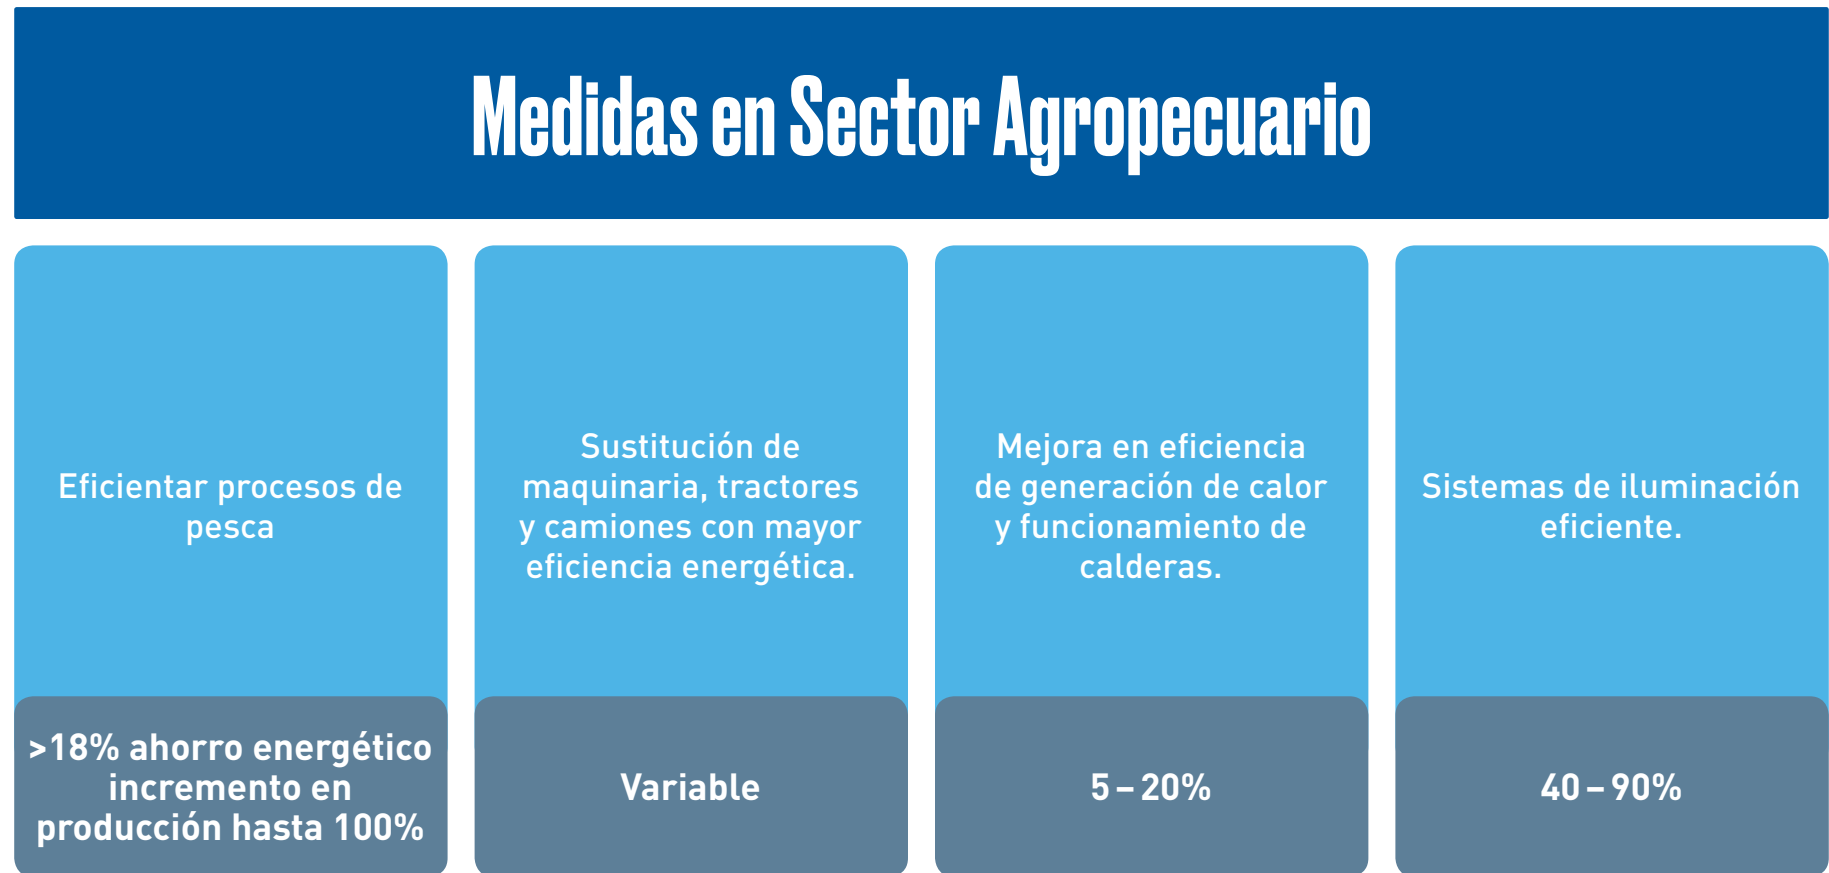 Medidas en Sector Agropecuario
Eficientar procesos de
pesca
>18% ahorro energético
incremento en
producción hasta 100%
Sustitución de
maquinaria, tractores
y camiones con mayor
eficiencia energética.
Variable
Mejora en eficiencia
de generación de calor
y funcionamiento de
calderas.
5 – 20%
Sistemas de iluminación
eficiente.
40 – 90%